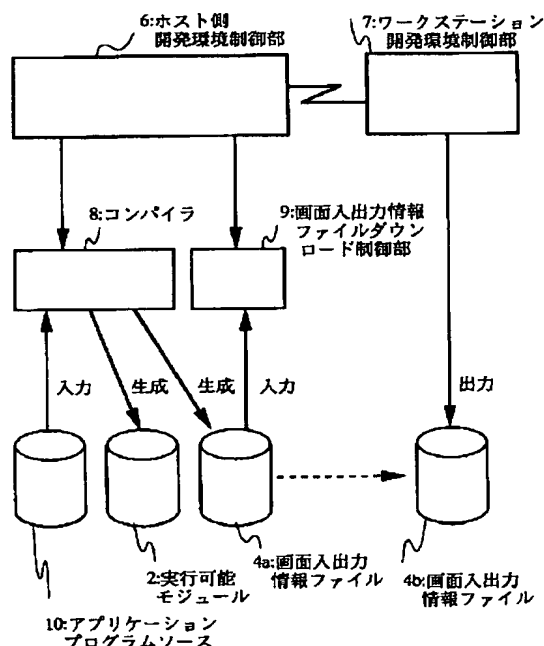 6:ホスト側
開発環境制御部
7:ワークステーション
開発環境制御部
8:コンパイラ
9:画面入出力情報
ファイルダウン
ロード制御部
入力
生成
生成
入力
出力
2:実行可能
モジュール
4a:画面入出力
情報ファイル
4b:画面入出力
情報ファイル
10:アプリケーション
プログラムソース